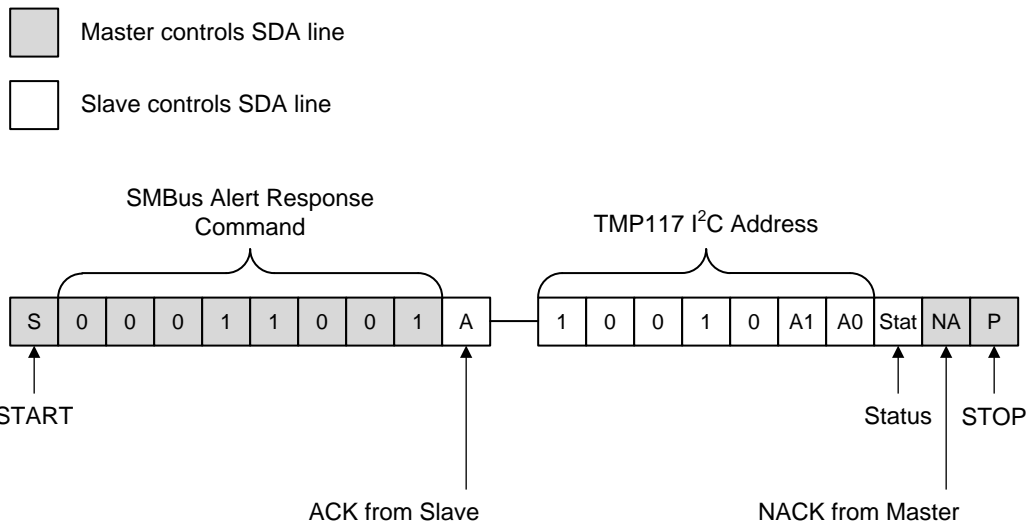 Master controls SDA line
Slave controls SDA line
SMBus Alert Response
Command
TMP117 I²C Address
S 0 0 0 1 1 0 0 1 A 1 0 0 1 0 A1 A0 Stat NA P
START
Status
STOP
ACK from Slave
NACK from Master